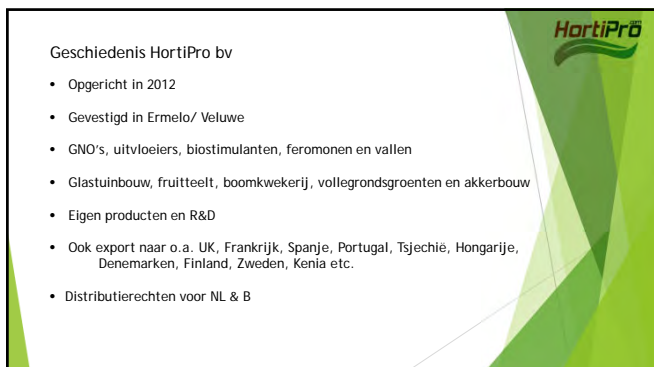 HortiPro.com
Geschiedenis HortiPro bv
• Opgericht in 2012
• Gevestigd in Ermelo/ Veluwe
• GNO's, uitvloeiers, biostimulanten, feromonen en vallen
• Glastuinbouw, fruitteelt, boomkwekerij, vollegrondsgroenten en akkerbouw
• Eigen producten en R&D
• Ook export naar o.a. UK, Frankrijk, Spanje, Portugal, Tsjechië, Hongarije,
Denemarken, Finland, Zweden, Kenia etc.
• Distributierechten voor NL & B